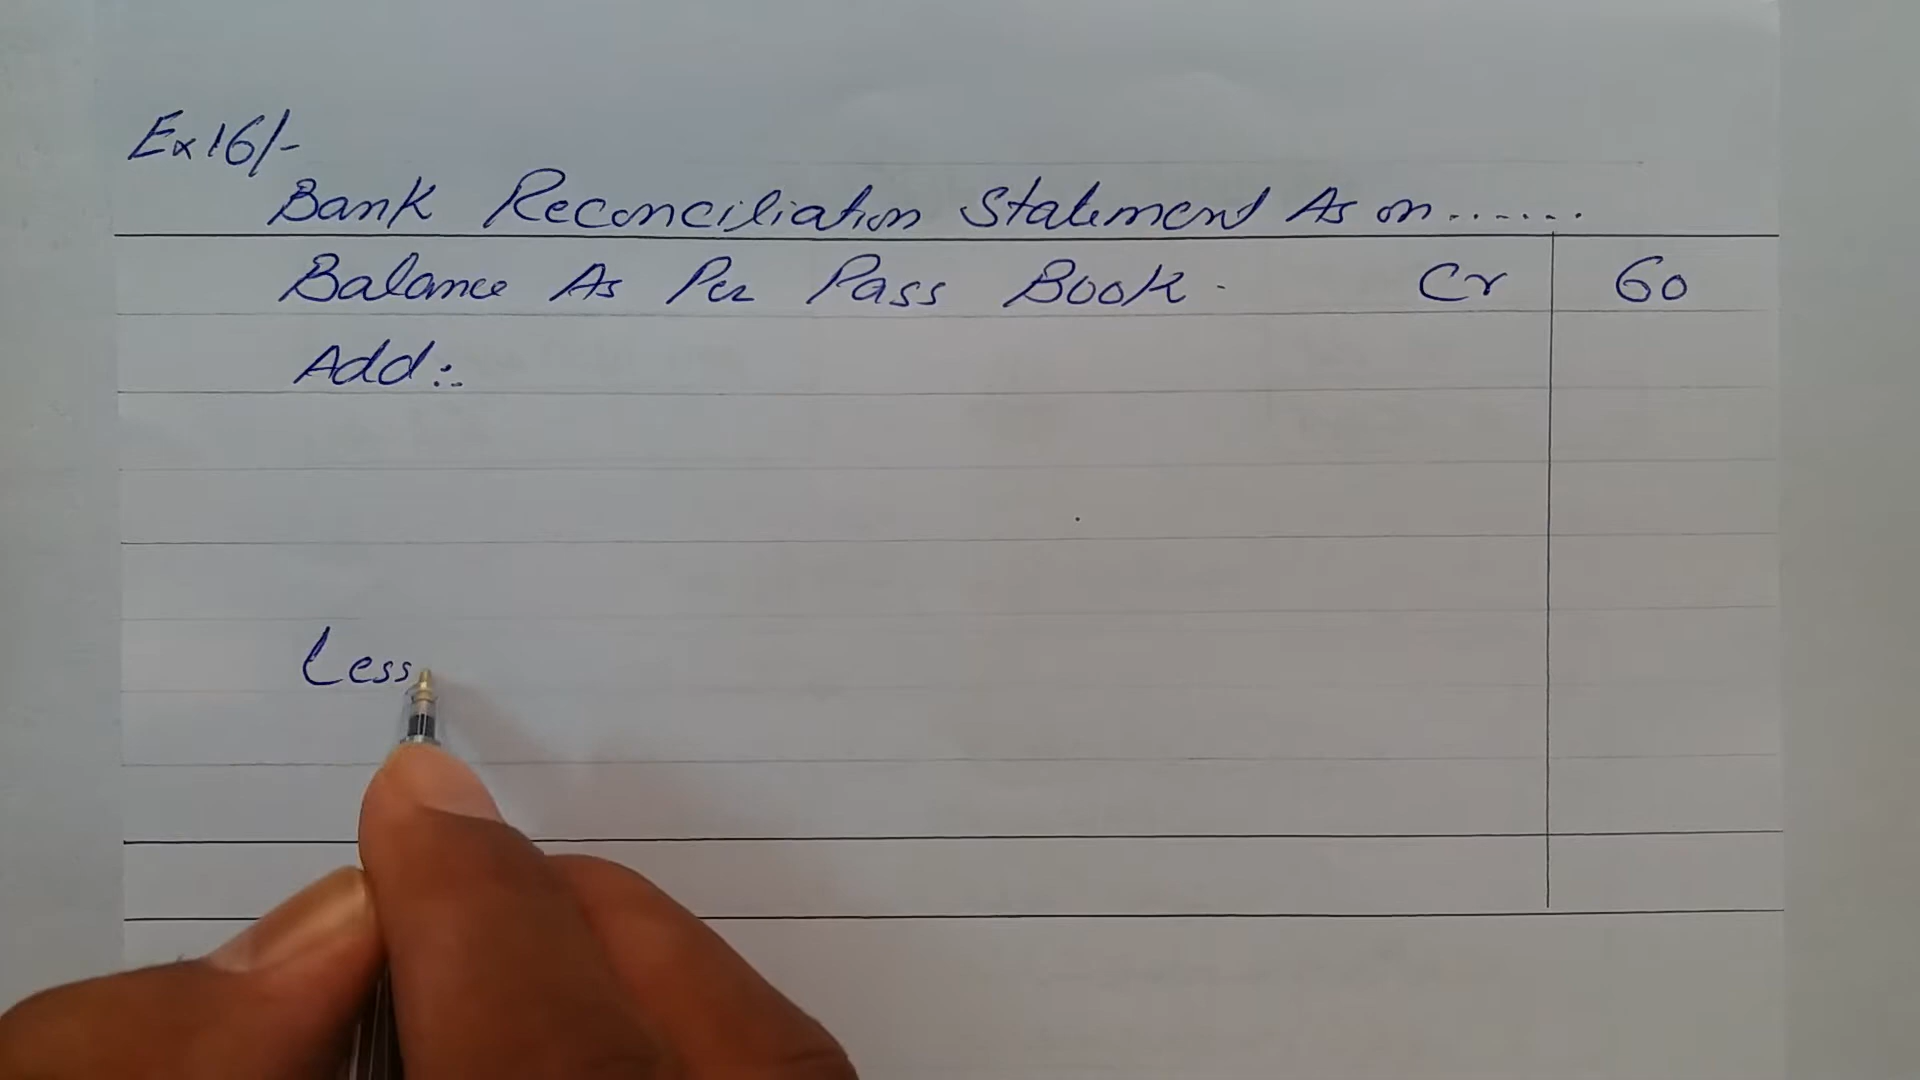 Ex 16/-
Bank Reconciliation Statement As on.......
Balance As Per Pass Book. Cr 60
Add:-
Less